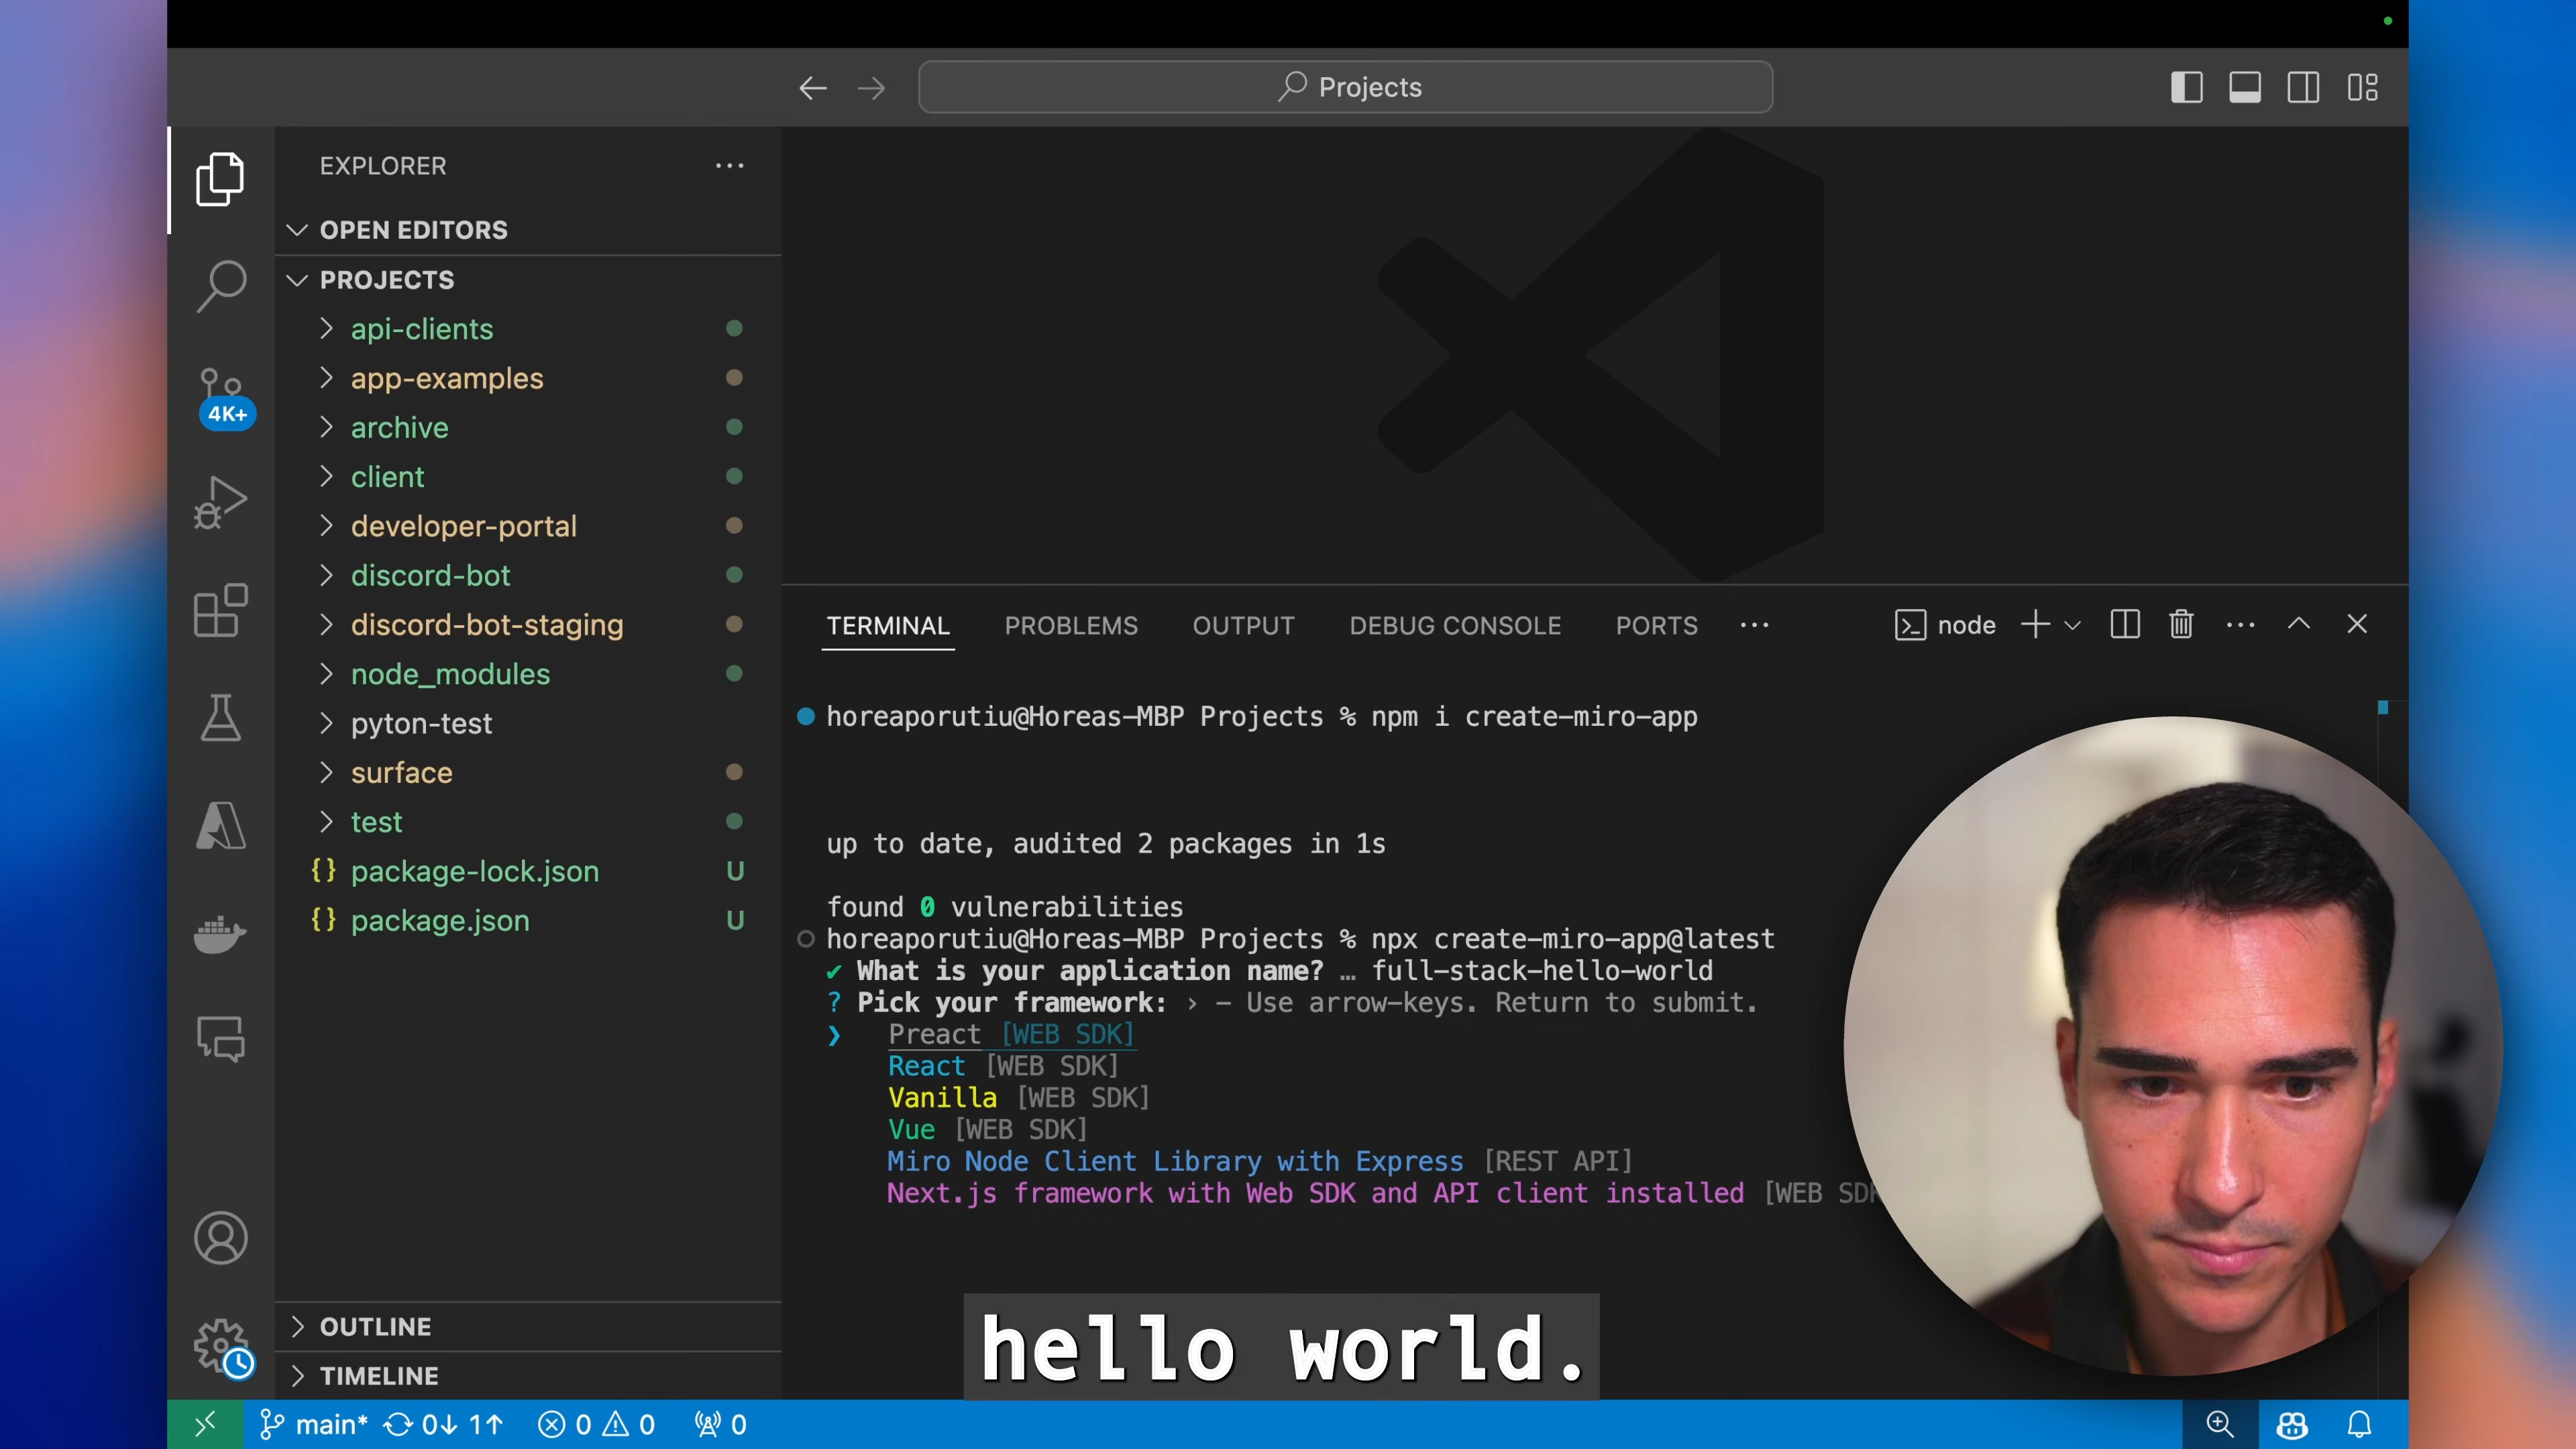 Projects
EXPLORER
OPEN EDITORS
PROJECTS
api-clients
app-examples
archive
client
developer-portal
discord-bot
discord-bot-staging
node_modules
pyton-test
surface
test
{} package-lock.json U
{} package.json U
OUTLINE
TIMELINE
4K+
TERMINAL PROBLEMS OUTPUT DEBUG CONSOLE PORTS
node
horeaporutiu@Horeas-MBP Projects % npm i create-miro-app
up to date, audited 2 packages in 1s
found 0 vulnerabilities
horeaporutiu@Horeas-MBP Projects % npx create-miro-app@latest
✔ What is your application name? … full-stack-hello-world
? Pick your framework: › - Use arrow-keys. Return to submit.
❯ Preact [WEB SDK]
React [WEB SDK]
Vanilla [WEB SDK]
Vue [WEB SDK]
Miro Node Client Library with Express [REST API]
Next.js framework with Web SDK and API client installed [WEB
hello world.
main* 0↓ 1↑ 0 0 0